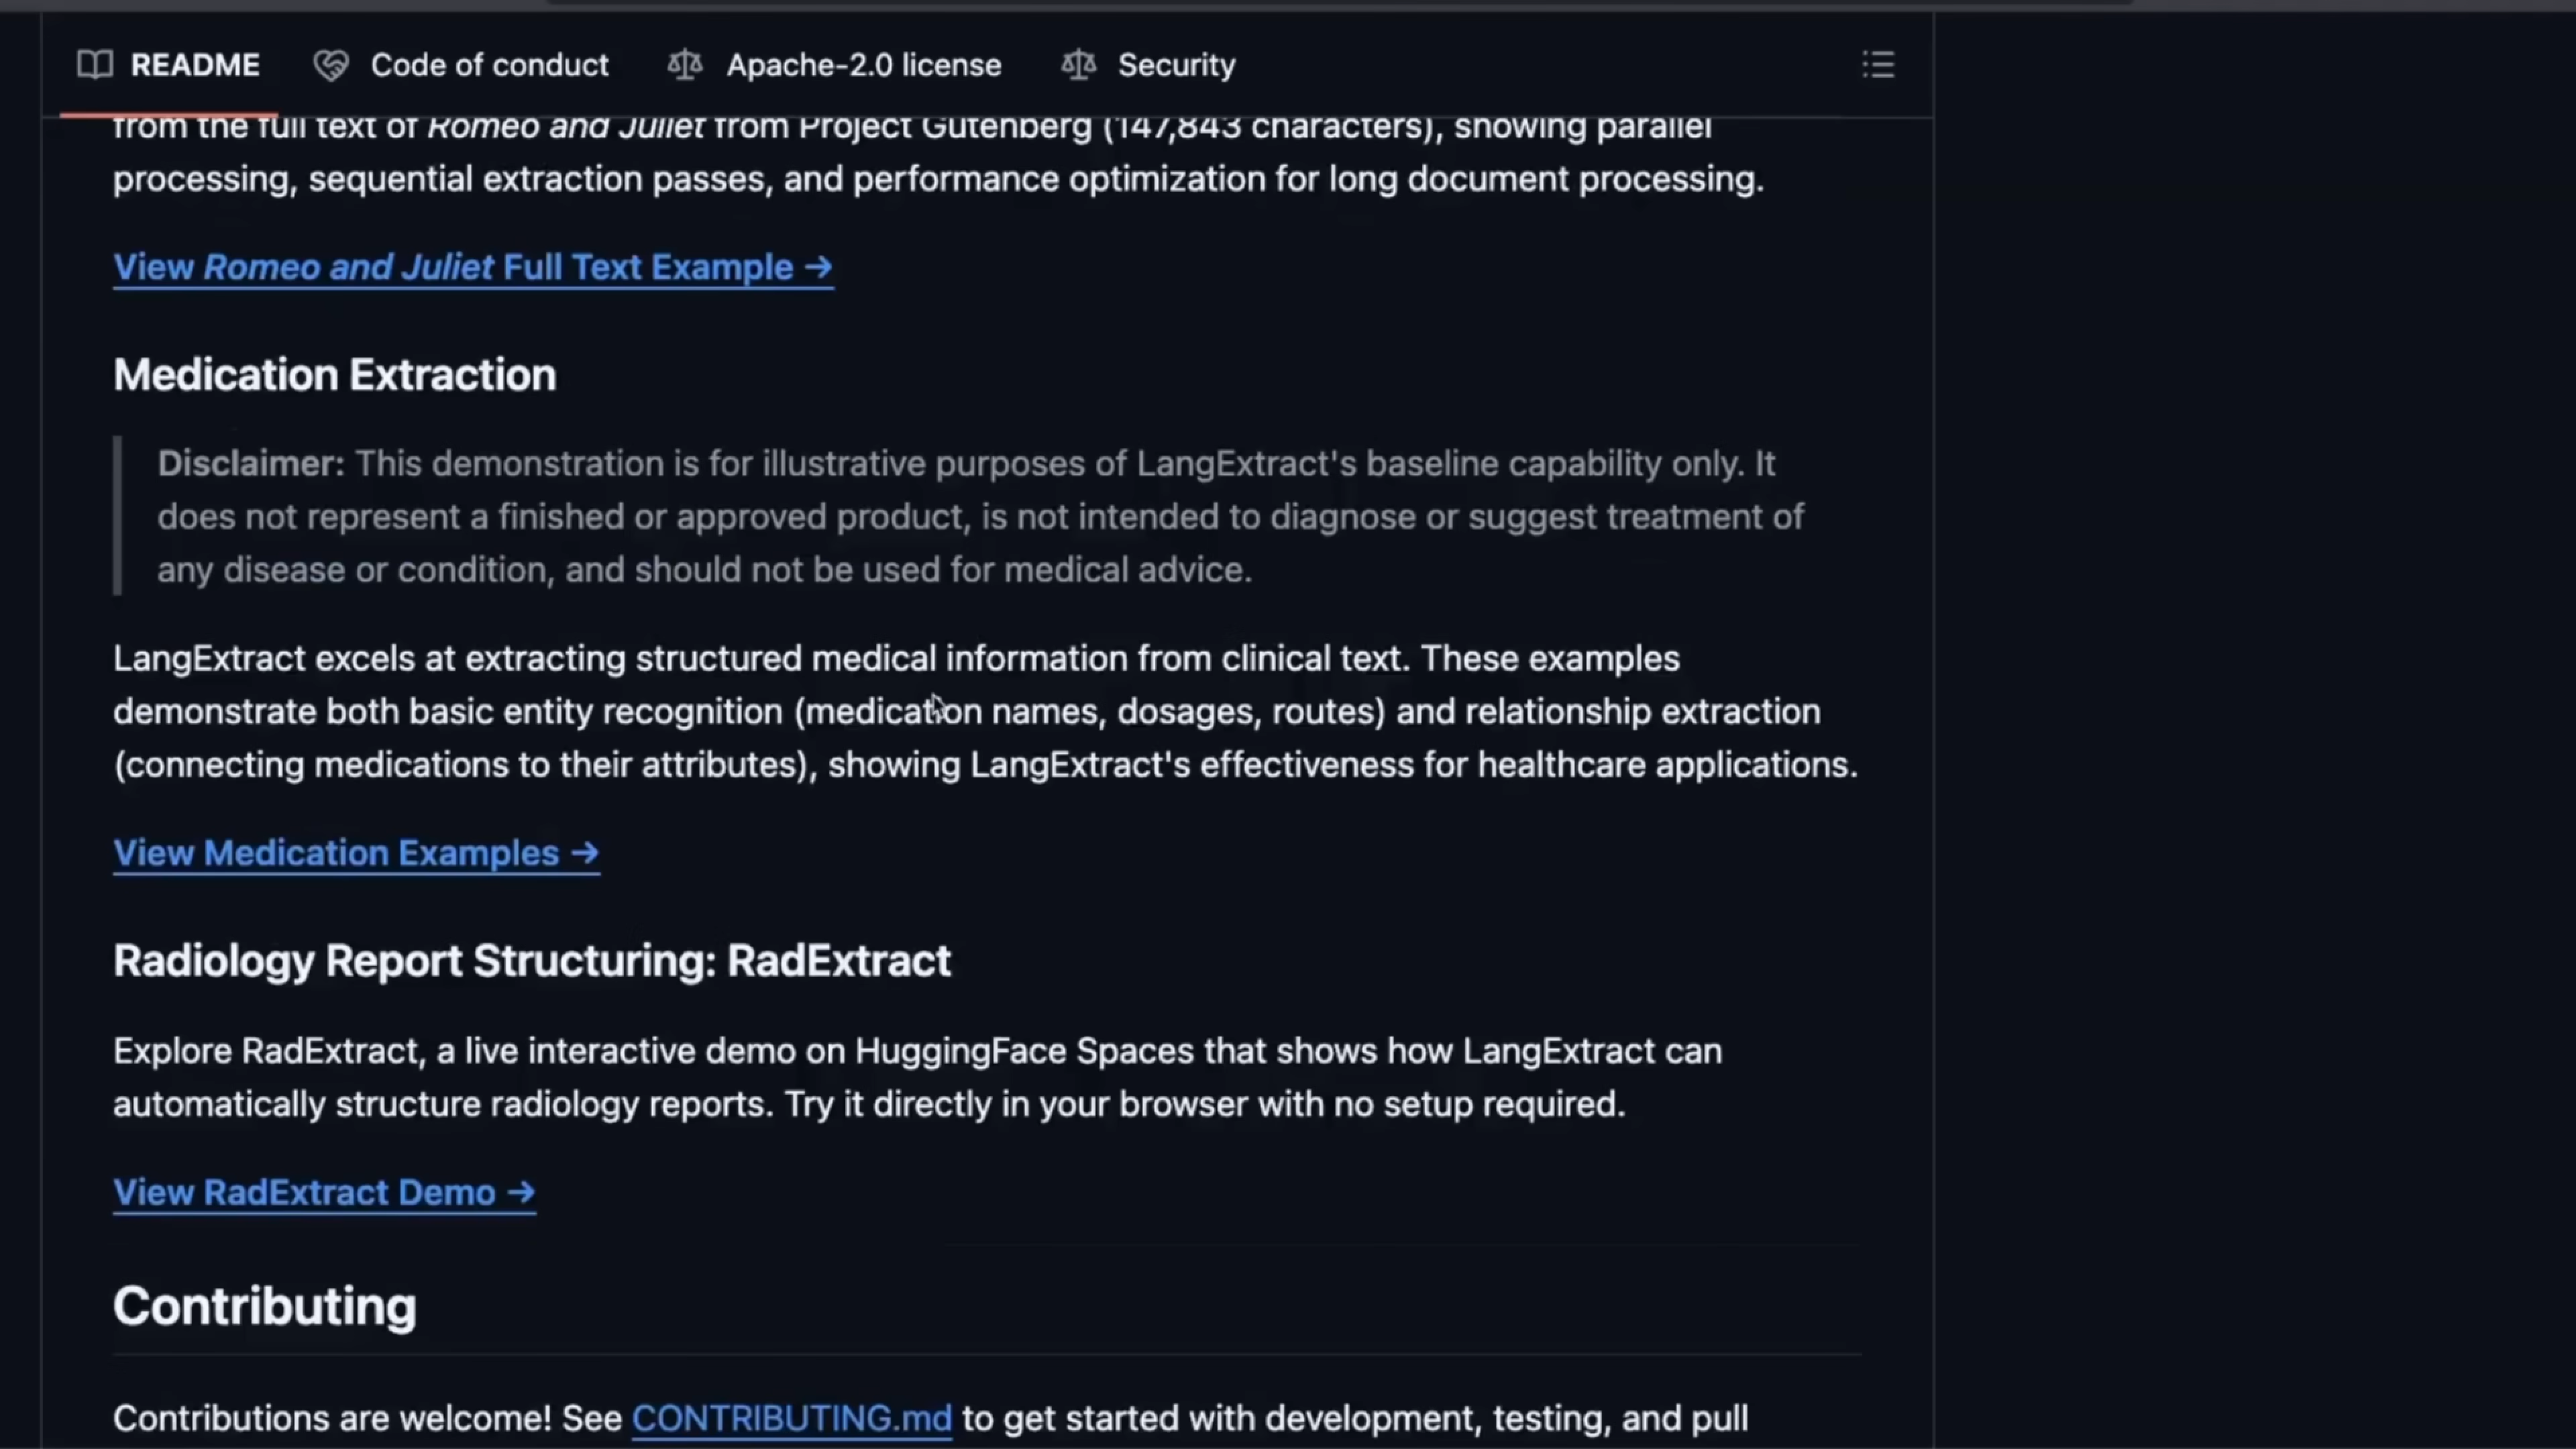 README Code of conduct Apache-2.0 license Security
from the full text of Romeo and Juliet from Project Gutenberg (147,843 characters), showing parallel
processing, sequential extraction passes, and performance optimization for long document processing.
View Romeo and Juliet Full Text Example →
Medication Extraction
Disclaimer: This demonstration is for illustrative purposes of LangExtract's baseline capability only. It
does not represent a finished or approved product, is not intended to diagnose or suggest treatment of
any disease or condition, and should not be used for medical advice.
LangExtract excels at extracting structured medical information from clinical text. These examples
demonstrate both basic entity recognition (medication names, dosages, routes) and relationship extraction
(connecting medications to their attributes), showing LangExtract's effectiveness for healthcare applications.
View Medication Examples →
Radiology Report Structuring: RadExtract
Explore RadExtract, a live interactive demo on HuggingFace Spaces that shows how LangExtract can
automatically structure radiology reports. Try it directly in your browser with no setup required.
View RadExtract Demo →
Contributing
Contributions are welcome! See CONTRIBUTING.md to get started with development, testing, and pull